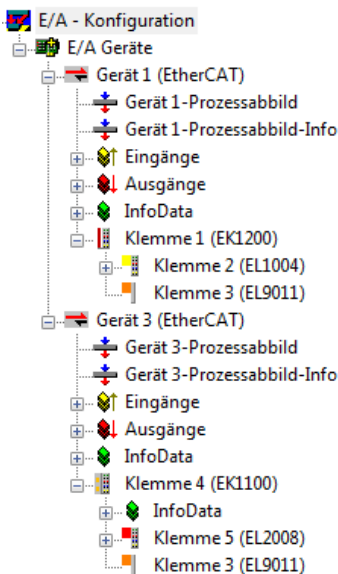 E/A - Konfiguration
E/A Geräte
Gerät 1 (EtherCAT)
Gerät 1-Prozessabbild
Gerät 1-Prozessabbild-Info
Eingänge
Ausgänge
InfoData
Klemme 1 (EK1200)
Klemme 2 (EL1004)
Klemme 3 (EL9011)
Gerät 3 (EtherCAT)
Gerät 3-Prozessabbild
Gerät 3-Prozessabbild-Info
Eingänge
Ausgänge
InfoData
Klemme 4 (EK1100)
InfoData
Klemme 5 (EL2008)
Klemme 3 (EL9011)